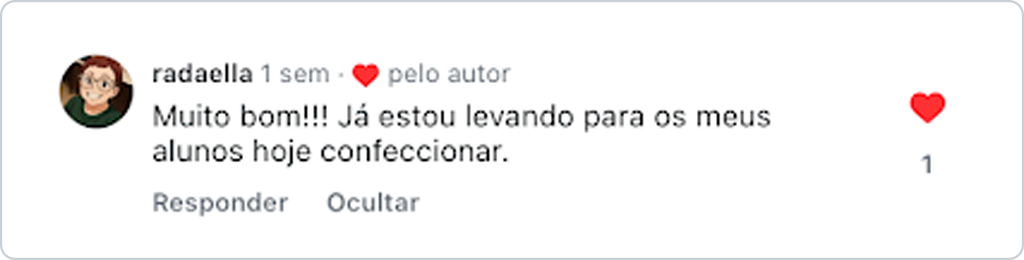 radaella 1 sem · ❤️ pelo autor
Muito bom!!! Já estou levando para os meus
alunos hoje confeccionar.
1
Responder Ocultar